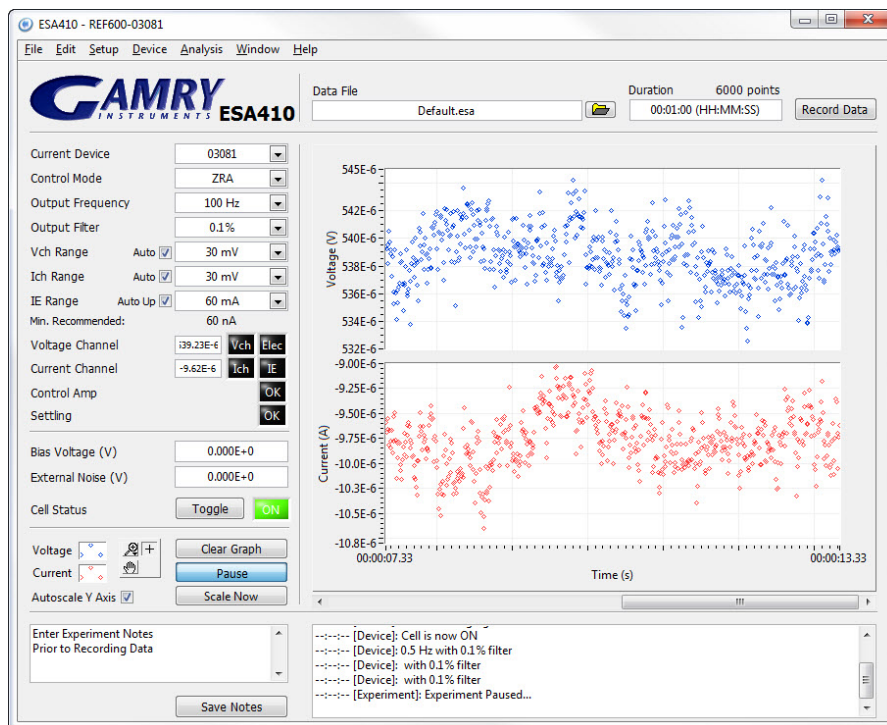 ESA410 - REF600-03081
File Edit Setup Device Analysis Window Help
GAMRY
INSTRUMENTS ESA410
Data File
Default.esa
Duration 6000 points
00:01:00 (HH:MM:SS)
Record Data
Current Device 03081
Control Mode ZRA
Output Frequency 100 Hz
Output Filter 0.1%
Vch Range Auto 30 mV
Ich Range Auto 30 mV
IE Range Auto Up 60 mA
Min. Recommended: 60 nA
Voltage Channel 39.23E-6 Vch Elec
Current Channel -9.62E-6 Ich IE
Control Amp OK
Settling OK
Bias Voltage (V) 0.000E+0
External Noise (V) 0.000E+0
Cell Status Toggle ON
Voltage
Current
Clear Graph
Pause
Autoscale Y Axis Scale Now
545E-6
542E-6
540E-6
538E-6
536E-6
534E-6
532E-6
Voltage (V)
-9.00E-6
-9.25E-6
-9.50E-6
-9.75E-6
-10.0E-6
-10.3E-6
-10.5E-6
-10.8E-6
Current (A)
00:00:07.33 00:00:13.33
Time (s)
Enter Experiment Notes
Prior to Recording Data
Save Notes
--:--:-- [Device]: Cell is now ON
--:--:-- [Device]: 0.5 Hz with 0.1% filter
--:--:-- [Device]:  with 0.1% filter
--:--:-- [Device]:  with 0.1% filter
--:--:-- [Experiment]: Experiment Paused...